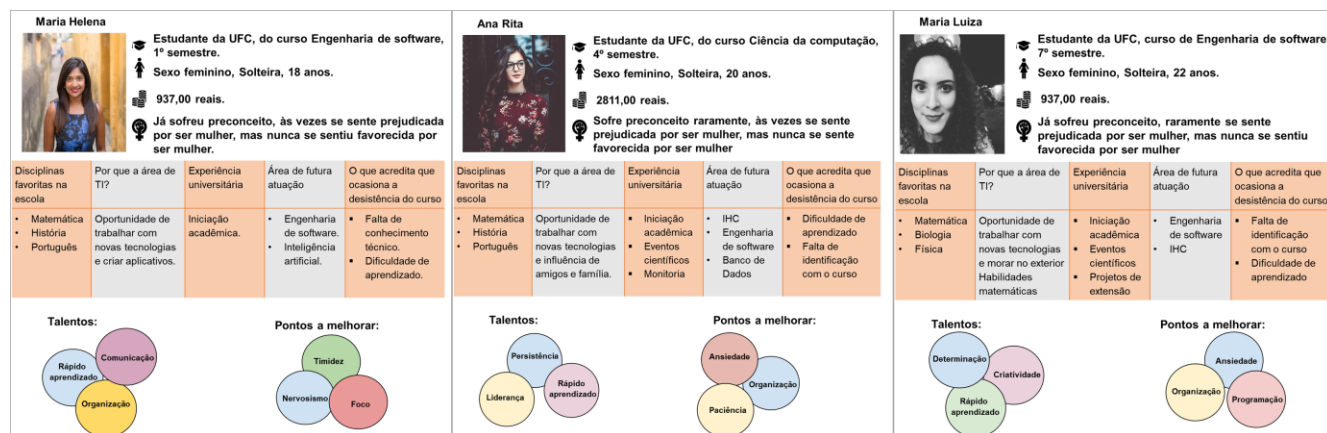 Maria Helena
Estudante da UFC, do curso Engenharia de software,
1º semestre.
Sexo feminino, Solteira, 18 anos.
937,00 reais.
Já sofreu preconceito, às vezes se sente prejudicada
por ser mulher, mas nunca se sentiu favorecida por
ser mulher.
Disciplinas
favoritas na
escola
Por que a área de
TI?
Experiência
universitária
Área de futura
atuação
O que acredita que
ocasiona a
desistência do curso
• Matemática
• História
• Português
Oportunidade de
trabalhar com
novas tecnologias
e criar aplicativos.
Iniciação
acadêmica.
• Engenharia
de software.
• Inteligência
artificial.
▪ Falta de
conhecimento
técnico.
▪ Dificuldade de
aprendizado.
Talentos:
Comunicação
Rápido
aprendizado
Organização
Pontos a melhorar:
Timidez
Nervosismo
Foco
Ana Rita
Estudante da UFC, do curso Ciência da computação,
4º semestre.
Sexo feminino, Solteira, 20 anos.
2811,00 reais.
Sofre preconceito raramente, às vezes se sente
prejudicada por ser mulher, mas nunca se sente
favorecida por ser mulher
Disciplinas
favoritas na
escola
Por que a área de
TI?
Experiência
universitária
Área de futura
atuação
O que acredita que
ocasiona a
desistência do curso
• Matemática
• História
• Português
Oportunidade de
trabalhar com
novas tecnologias
e influência de
amigos e família.
▪ Iniciação
acadêmica
▪ Eventos
científicos
▪ Monitoria
• IHC
• Engenharia
de software
• Banco de
Dados
▪ Dificuldade de
aprendizado
▪ Falta de
identificação
com o curso
Talentos:
Persistência
Rápido
aprendizado
Liderança
Pontos a melhorar:
Ansiedade
Organização
Paciência
Maria Luiza
Estudante da UFC, curso de Engenharia de software
7º semestre.
Sexo feminino, Solteira, 22 anos.
937,00 reais.
Já sofreu preconceito, raramente se sente
prejudicada por ser mulher, mas nunca se sentiu
favorecida por ser mulher
Disciplinas
favoritas na
escola
Por que a área de
TI?
Experiência
universitária
Área de futura
atuação
O que acredita que
ocasiona a
desistência do curso
• Matemática
• Biologia
• Física
Oportunidade de
trabalhar com
novas tecnologias
e morar no exterior
Habilidades
matemáticas
▪ Iniciação
acadêmica
▪ Eventos
científicos
▪ Projetos de
extensão
• Engenharia
de software
• IHC
▪ Falta de
identificação
com o curso
▪ Dificuldade de
aprendizado
Talentos:
Determinação
Criatividade
Rápido
aprendizado
Pontos a melhorar:
Ansiedade
Organização
Programação